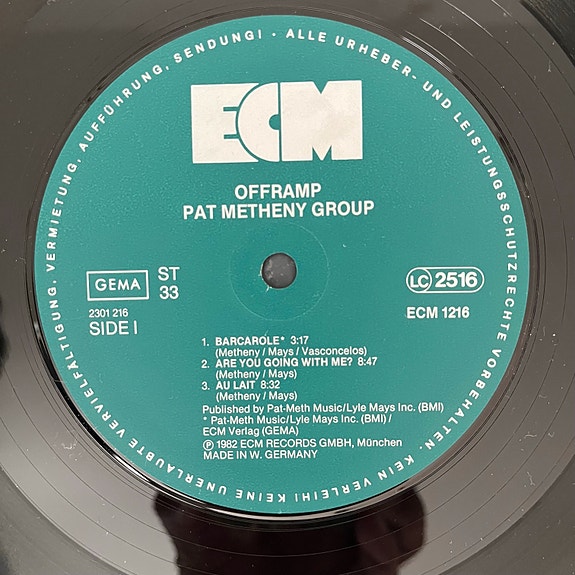 ALLE URHEBER- UND LEISTUNGSSCHUTZRECHTE VORBEHALTEN. KEIN VERLEIH! KEINE UNERLAUBTE VERVIELFÄLTIGUNG, VERMIETUNG, AUFFÜHRUNG, SENDUNG! •
ECM
OFFRAMP
PAT METHENY GROUP
GEMA
ST
33
LC 2516
2301 216
SIDE I
ECM 1216
1. BARCAROLE* 3:17
(Metheny / Mays / Vasconcelos)
2. ARE YOU GOING WITH ME? 8:47
(Metheny / Mays)
3. AU LAIT 8:32
(Metheny / Mays)
Published by Pat-Meth Music/Lyle Mays Inc. (BMI)
* Pat-Meth Music/Lyle Mays Inc. (BMI) /
ECM Verlag (GEMA)
℗ 1982 ECM RECORDS GMBH, München
MADE IN W. GERMANY